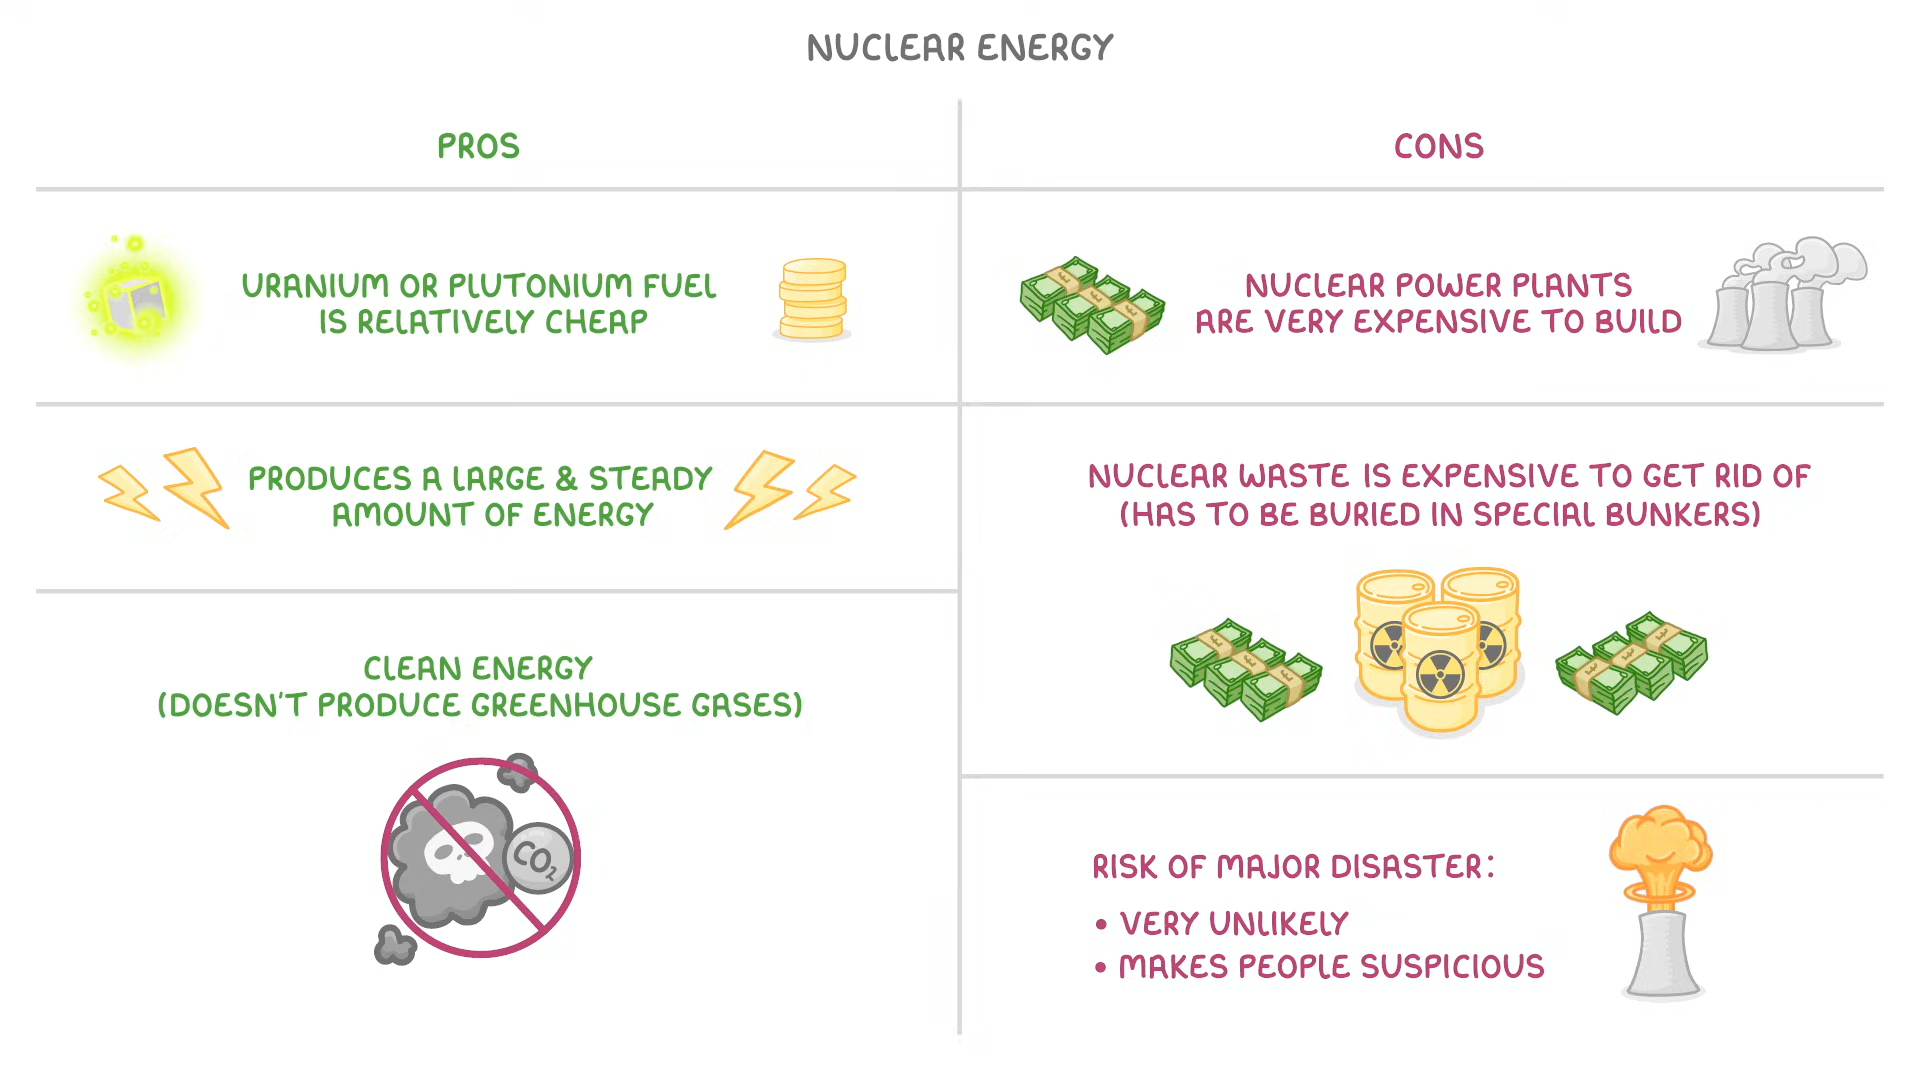 NUCLEAR ENERGY
PROS
URANIUM OR PLUTONIUM FUEL
IS RELATIVELY CHEAP
PRODUCES A LARGE & STEADY
AMOUNT OF ENERGY
CLEAN ENERGY
(DOESN'T PRODUCE GREENHOUSE GASES)
CO₂
CONS
NUCLEAR POWER PLANTS
ARE VERY EXPENSIVE TO BUILD
NUCLEAR WASTE IS EXPENSIVE TO GET RID OF
(HAS TO BE BURIED IN SPECIAL BUNKERS)
RISK OF MAJOR DISASTER:
• VERY UNLIKELY
• MAKES PEOPLE SUSPICIOUS